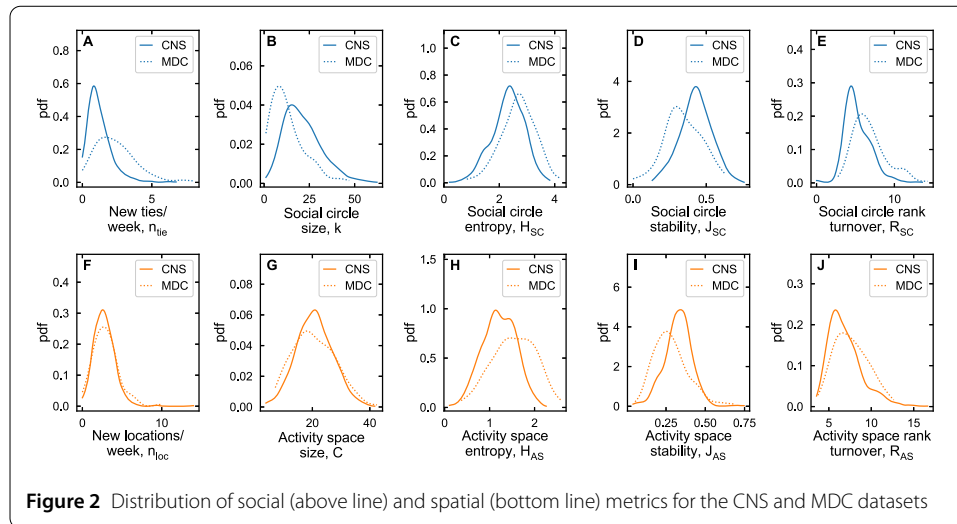 A
CNS
MDC
pdf
0.8
0.6
0.4
0.2
0.0
0
5
New ties/
week, n_tie
B
CNS
MDC
pdf
0.06
0.04
0.02
0.00
0
25
50
Social circle
size, k
C
CNS
MDC
pdf
1.0
0.8
0.6
0.4
0.2
0.0
0
2
4
Social circle
entropy, H_SC
D
CNS
MDC
pdf
4
2
0
0.0
0.5
Social circle
stability, J_SC
E
CNS
MDC
pdf
0.4
0.3
0.2
0.1
0.0
0
10
Social circle rank
turnover, R_SC
F
CNS
MDC
pdf
0.4
0.3
0.2
0.1
0.0
0
10
New locations/
week, n_loc
G
CNS
MDC
pdf
0.08
0.06
0.04
0.02
0.00
20
40
Activity space
size, C
H
CNS
MDC
pdf
1.5
1.0
0.5
0.0
0
1
2
Activity space
entropy, H_AS
I
CNS
MDC
pdf
6
4
2
0
0.25
0.50
0.75
Activity space
stability, J_AS
J
CNS
MDC
pdf
0.3
0.2
0.1
0.0
5
10
15
Activity space rank
turnover, R_AS
Figure 2 Distribution of social (above line) and spatial (bottom line) metrics for the CNS and MDC datasets